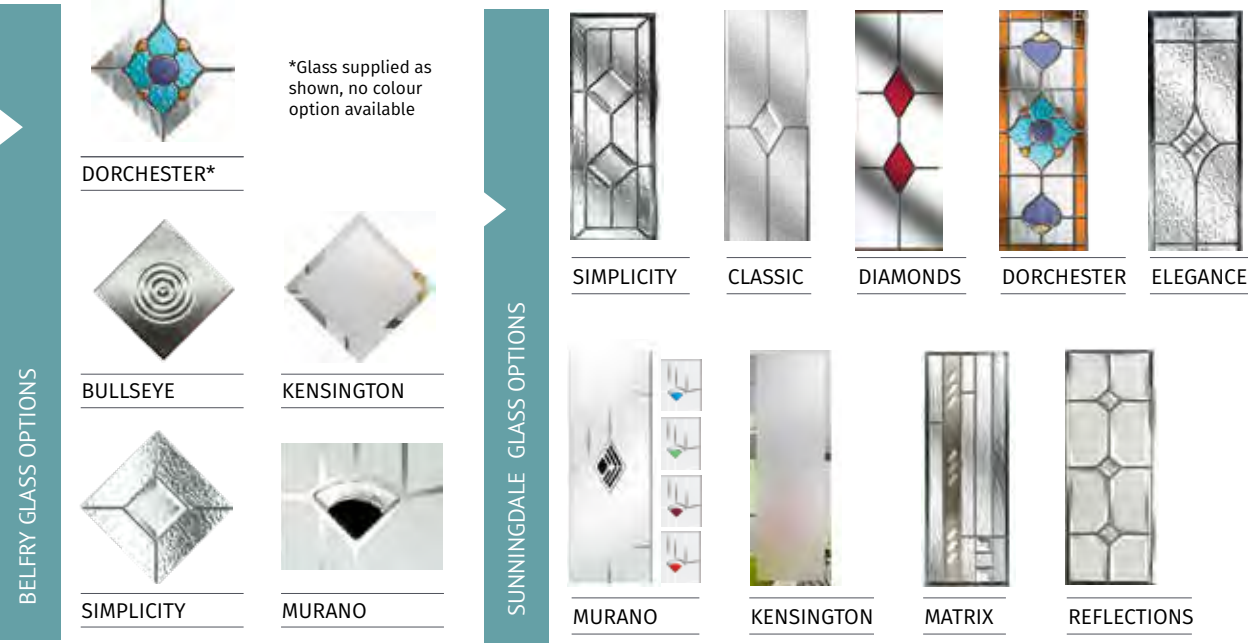 BELFRY GLASS OPTIONS
DORCHESTER*
*Glass supplied as
shown, no colour
option available
BULLSEYE
KENSINGTON
SIMPLICITY
MURANO
SUNNINGDALE GLASS OPTIONS
SIMPLICITY
CLASSIC
DIAMONDS
DORCHESTER
ELEGANCE
MURANO
KENSINGTON
MATRIX
REFLECTIONS